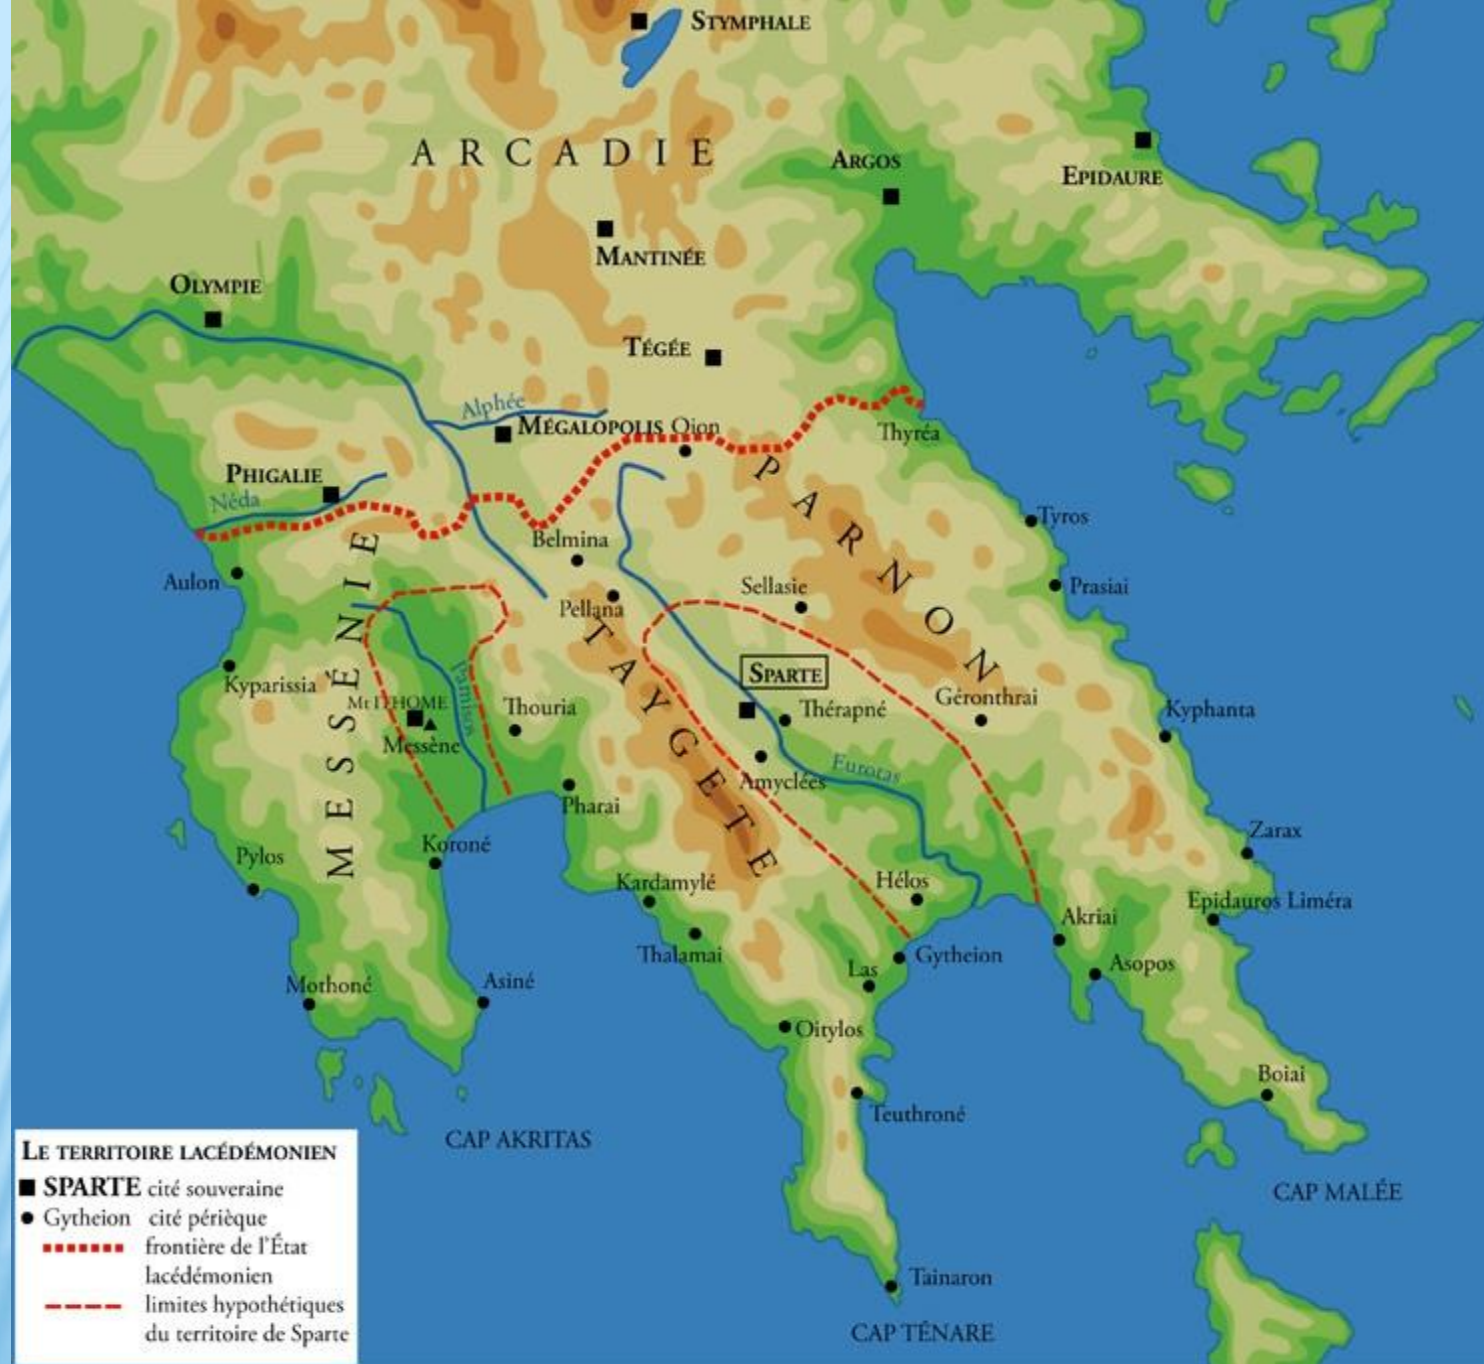 STYMPHALE
ARCADIE
ARGOS
EPIDAURE
MANTINÉE
OLYMPIE
TÉGÉE
Alphée
MÉGALOPOLIS
Oion
Thyréa
PHIGALIE
Néda
PARNON
Tyros
Belmina
Aulon
Sellasie
Prasiai
Pellana
MESSENIE
TAYGETE
SPARTE
Kyparissia
Mt ITHOME
Pamisos
Thouria
Thérapné
Géronthrai
Kyphanta
Messène
Amyclées
Eurotas
Pharai
Koroné
Zarax
Pylos
Kardamylé
Hélos
Epidauros Liméra
Akriai
Thalamai
Gytheion
Las
Asopos
Mothoné
Asiné
Oitylos
Boiai
Teuthroné
CAP AKRITAS
CAP MALÉE
Tainaron
CAP TÉNARE
LE TERRITOIRE LACÉDÉMONIEN
SPARTE cité souveraine
Gytheion cité périèque
frontière de l'État
lacédémonien
limites hypothétiques
du territoire de Sparte